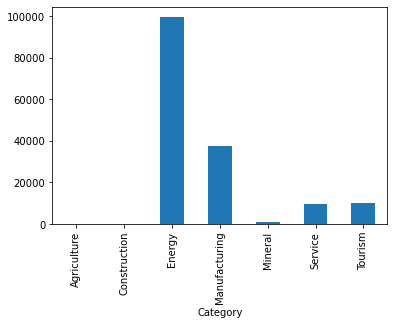 100000
80000
60000
40000
20000
0
Agriculture
Construction
Energy
Manufacturing
Mineral
Service
Tourism
Category